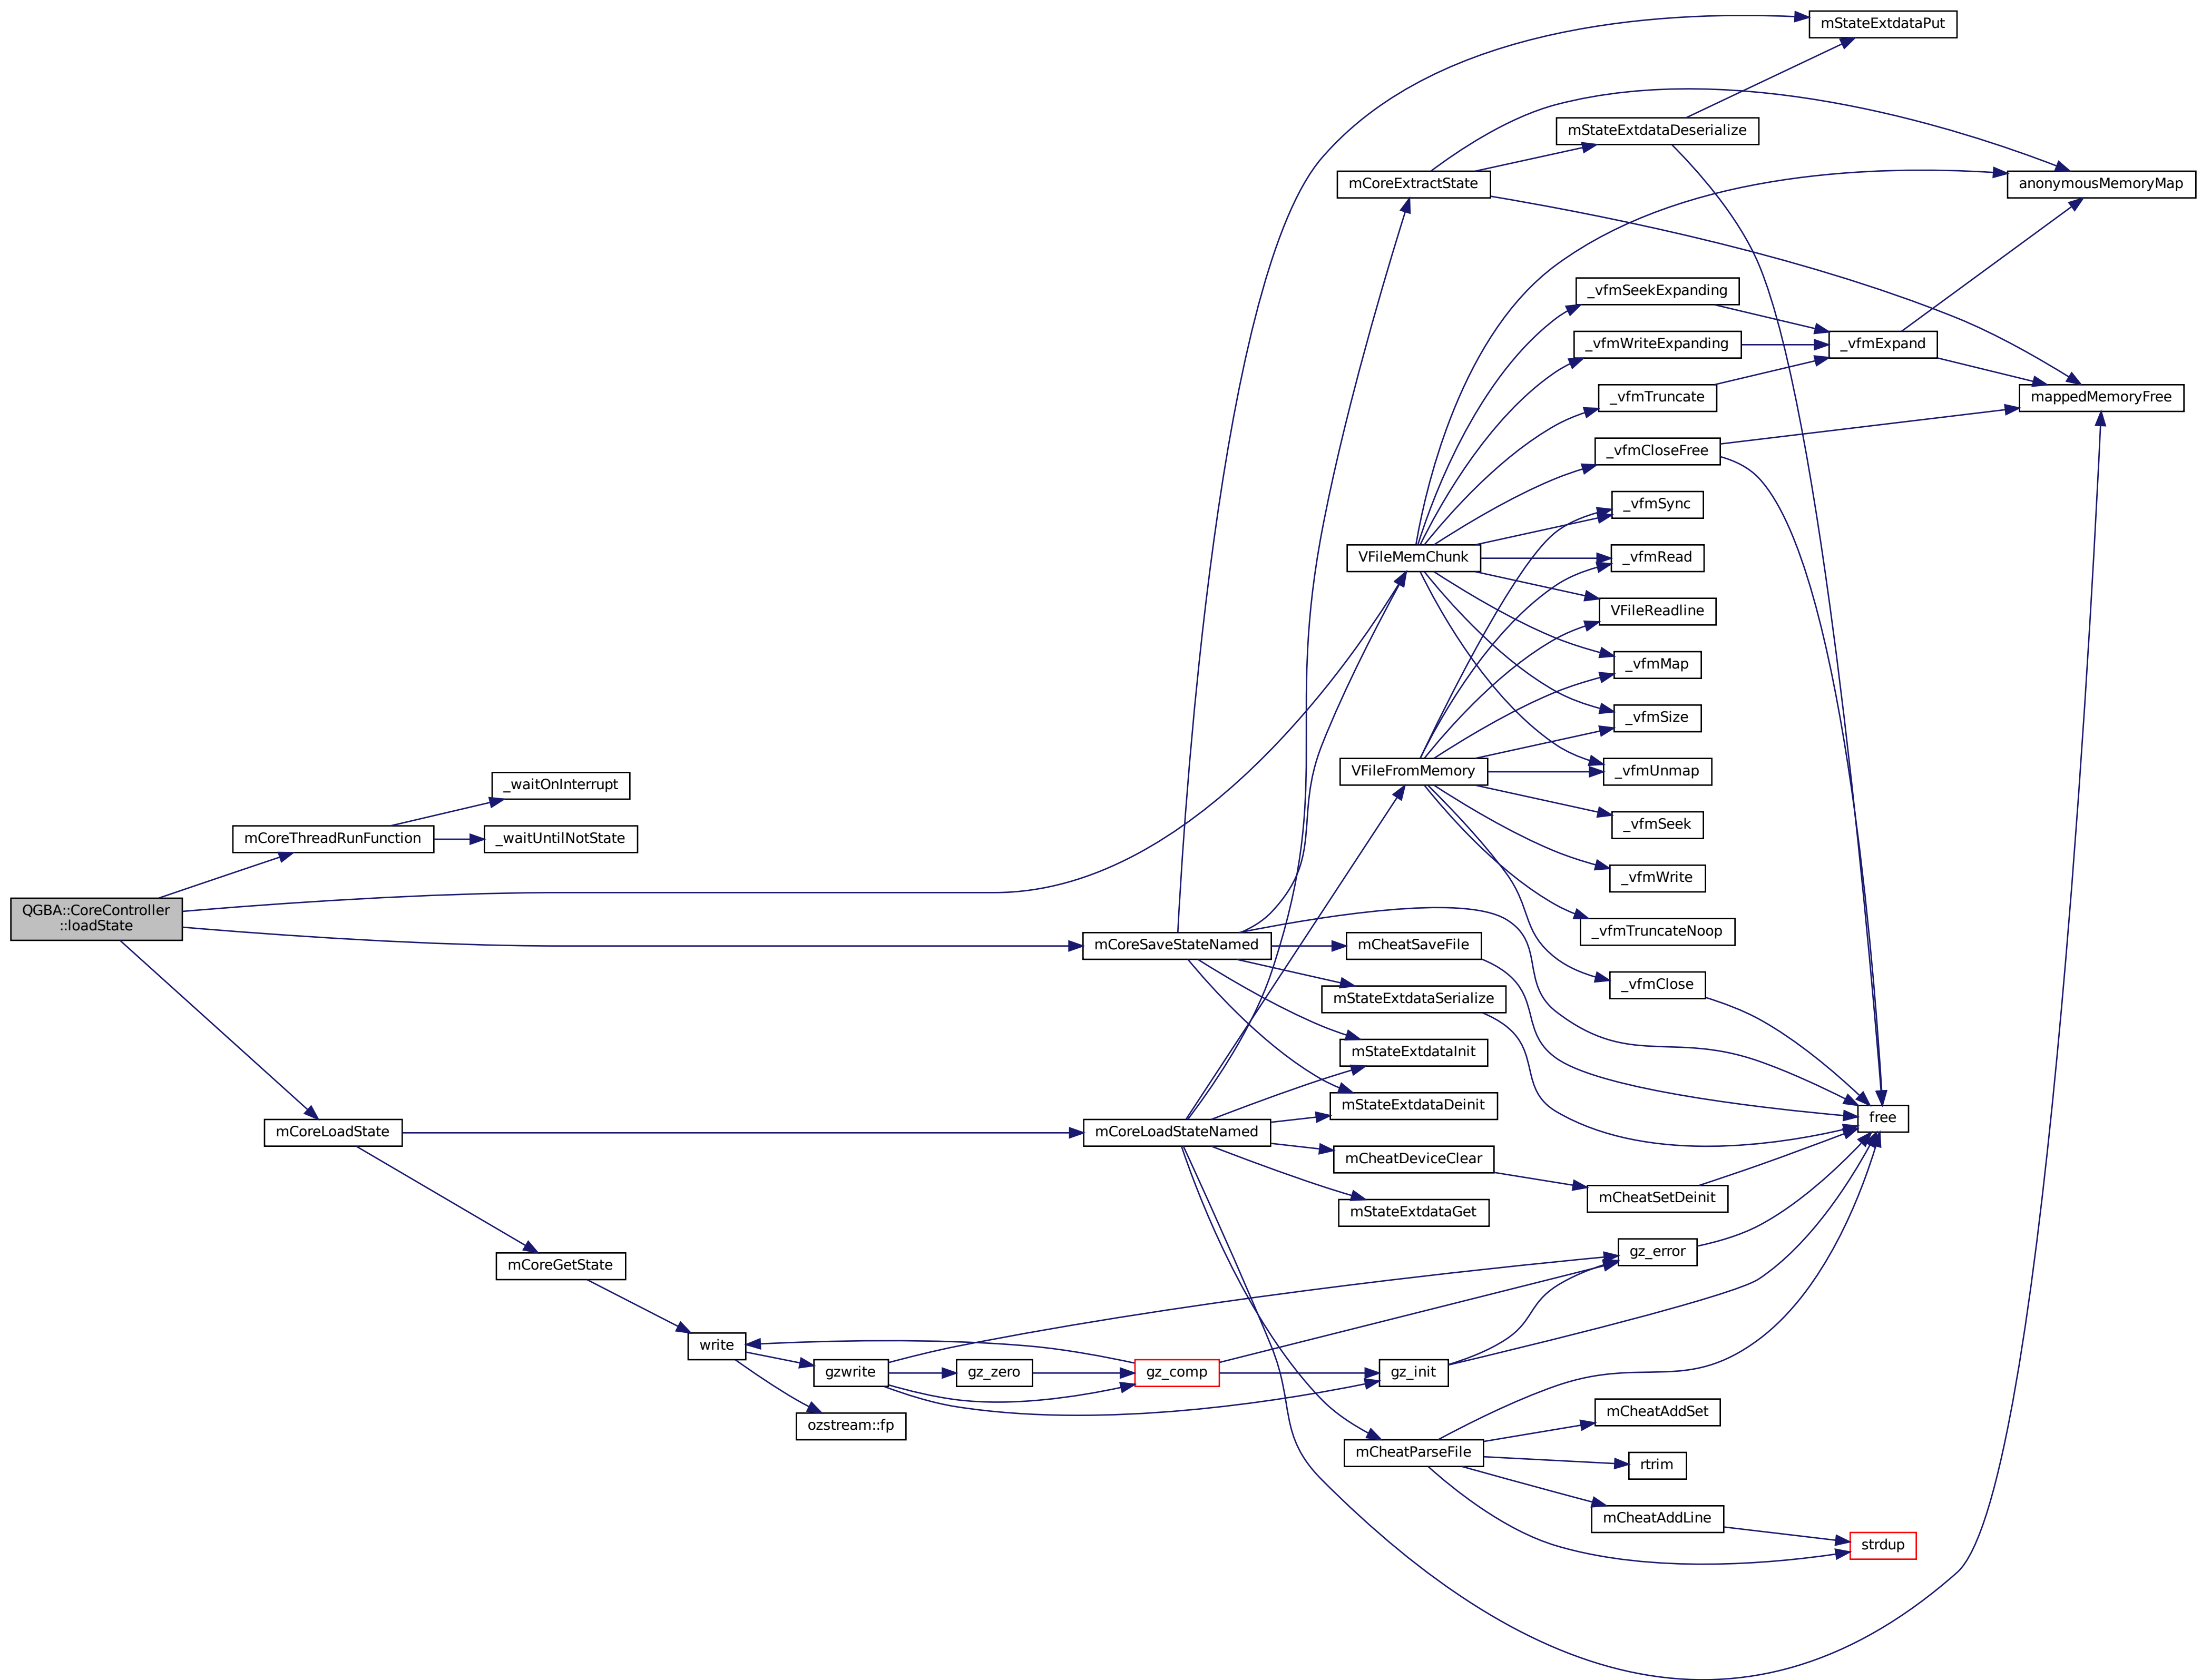 mStateExtdataPut
mStateExtdataDeserialize
mCoreExtractState
anonymousMemoryMap
_vfmSeekExpanding
_vfmWriteExpanding
_vfmExpand
_vfmTruncate
mappedMemoryFree
_vfmCloseFree
_vfmSync
VFileMemChunk
_vfmRead
VFileReadline
_vfmMap
_vfmSize
VFileFromMemory
_vfmUnmap
_waitOnInterrupt
_vfmSeek
mCoreThreadRunFunction
_waitUntilNotState
_vfmWrite
QGBA::CoreController
::loadState
_vfmTruncateNoop
mCoreSaveStateNamed
mCheatSaveFile
_vfmClose
mStateExtdataSerialize
mStateExtdataInit
mStateExtdataDeinit
free
mCoreLoadState
mCoreLoadStateNamed
mCheatDeviceClear
mCheatSetDeinit
mStateExtdataGet
gz_error
mCoreGetState
write
gzwrite
gz_zero
gz_comp
gz_init
mCheatAddSet
ozstream::fp
mCheatParseFile
rtrim
mCheatAddLine
strdup